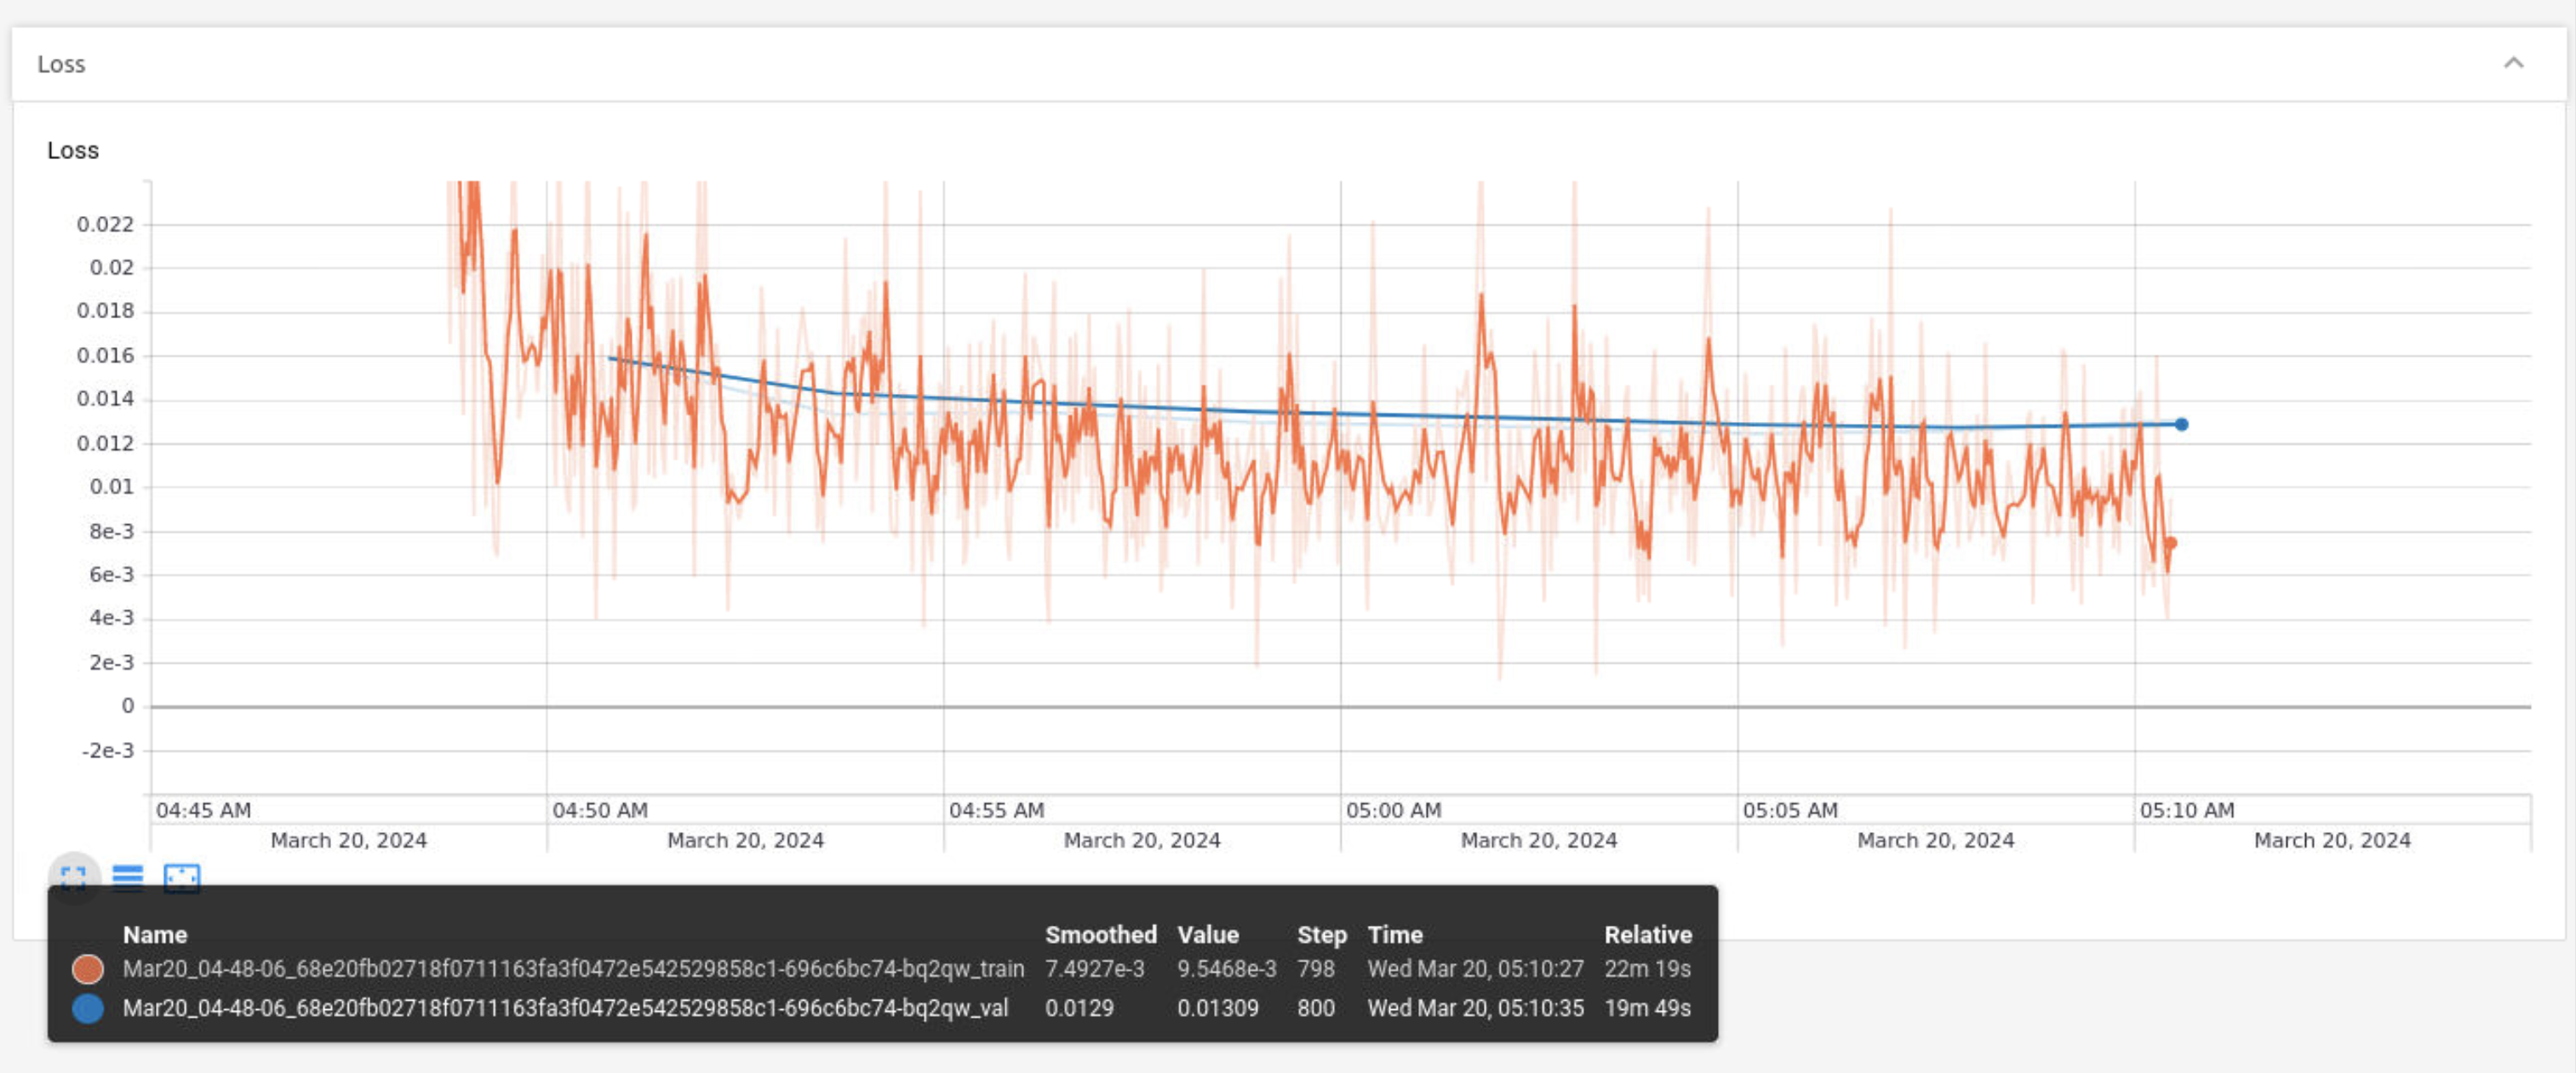 Loss
Loss
0.022
0.02
0.018
0.016
0.014
0.012
0.01
8e-3
6e-3
4e-3
2e-3
0
-2e-3
04:45 AM 04:50 AM 04:55 AM 05:00 AM 05:05 AM 05:10 AM
March 20, 2024 March 20, 2024 March 20, 2024 March 20, 2024 March 20, 2024 March 20, 2024
Name Smoothed Value Step Time Relative
Mar20_04-48-06_68e20fb02718f0711163fa3f0472e542529858c1-696c6bc74-bq2qw_train 7.4927e-3 9.5468e-3 798 Wed Mar 20, 05:10:27 22m 19s
Mar20_04-48-06_68e20fb02718f0711163fa3f0472e542529858c1-696c6bc74-bq2qw_val 0.0129 0.01309 800 Wed Mar 20, 05:10:35 19m 49s